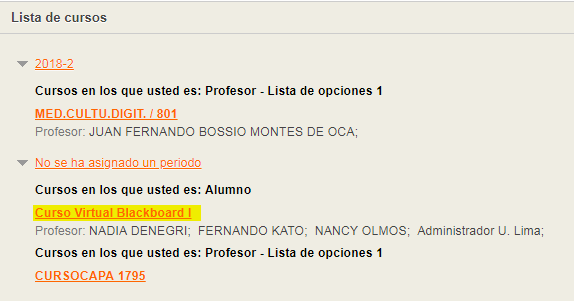 Lista de cursos
2018-2
Cursos en los que usted es: Profesor - Lista de opciones 1
MED.CULTU.DIGIT. / 801
Profesor: JUAN FERNANDO BOSSIO MONTES DE OCA;
No se ha asignado un periodo
Cursos en los que usted es: Alumno
Curso Virtual Blackboard I
Profesor: NADIA DENEGRI; FERNANDO KATO; NANCY OLMOS; Administrador U. Lima;
Cursos en los que usted es: Profesor - Lista de opciones 1
CURSOCAPA 1795